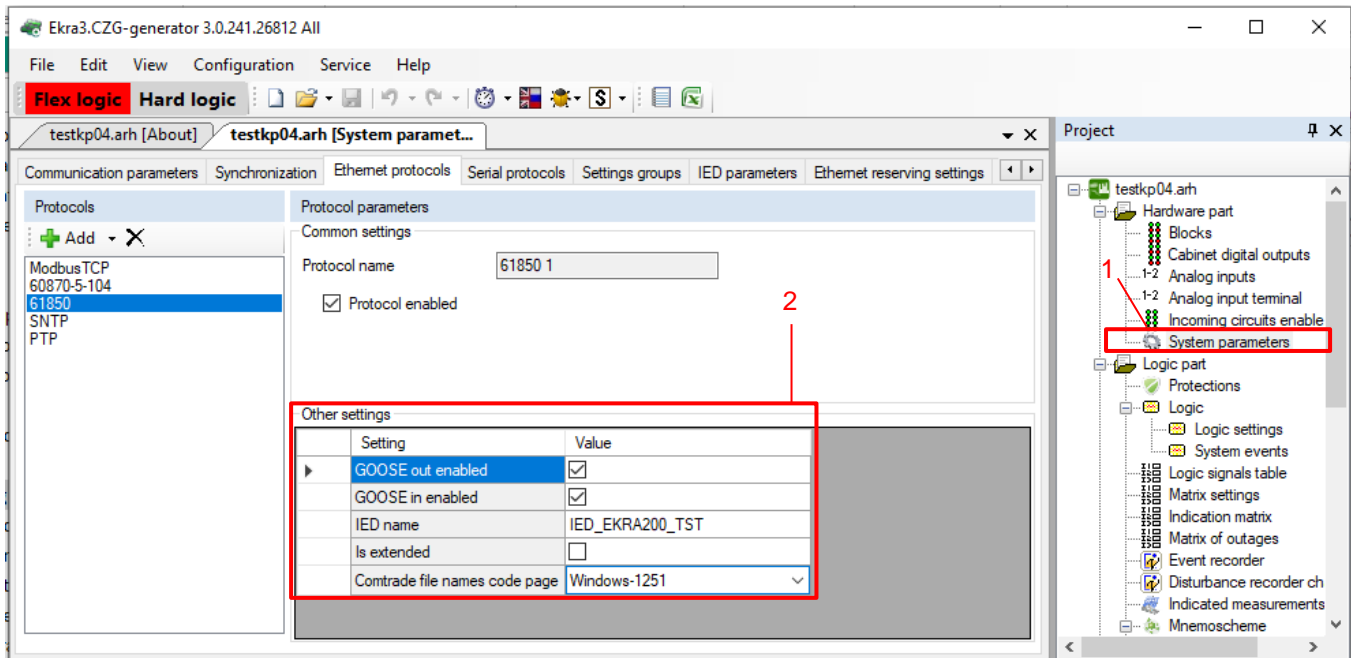 Ekra3.CZG-generator 3.0.241.26812 All
File Edit View Configuration Service Help
Flex logic Hard logic
testkp04.arh [About] testkp04.arh [System paramet...
Communication parameters Synchronization Ethernet protocols Serial protocols Settings groups IED parameters Ethernet reserving settings
Protocols
Add
ModbusTCP
60870-5-104
61850
SNTP
PTP
Protocol parameters
Common settings
Protocol name 61850 1
Protocol enabled
2
Other settings
Setting Value
GOOSE out enabled
GOOSE in enabled
IED name IED_EKRA200_TST
Is extended
Comtrade file names code page Windows-1251
Project
testkp04.arh
Hardware part
Blocks
Cabinet digital outputs
1-2 Analog inputs
1-2 Analog input terminal
Incoming circuits enable
1
System parameters
Logic part
Protections
Logic
Logic settings
System events
Logic signals table
Matrix settings
Indication matrix
Matrix of outages
Event recorder
Disturbance recorder ch
Indicated measurements
Mnemoscheme